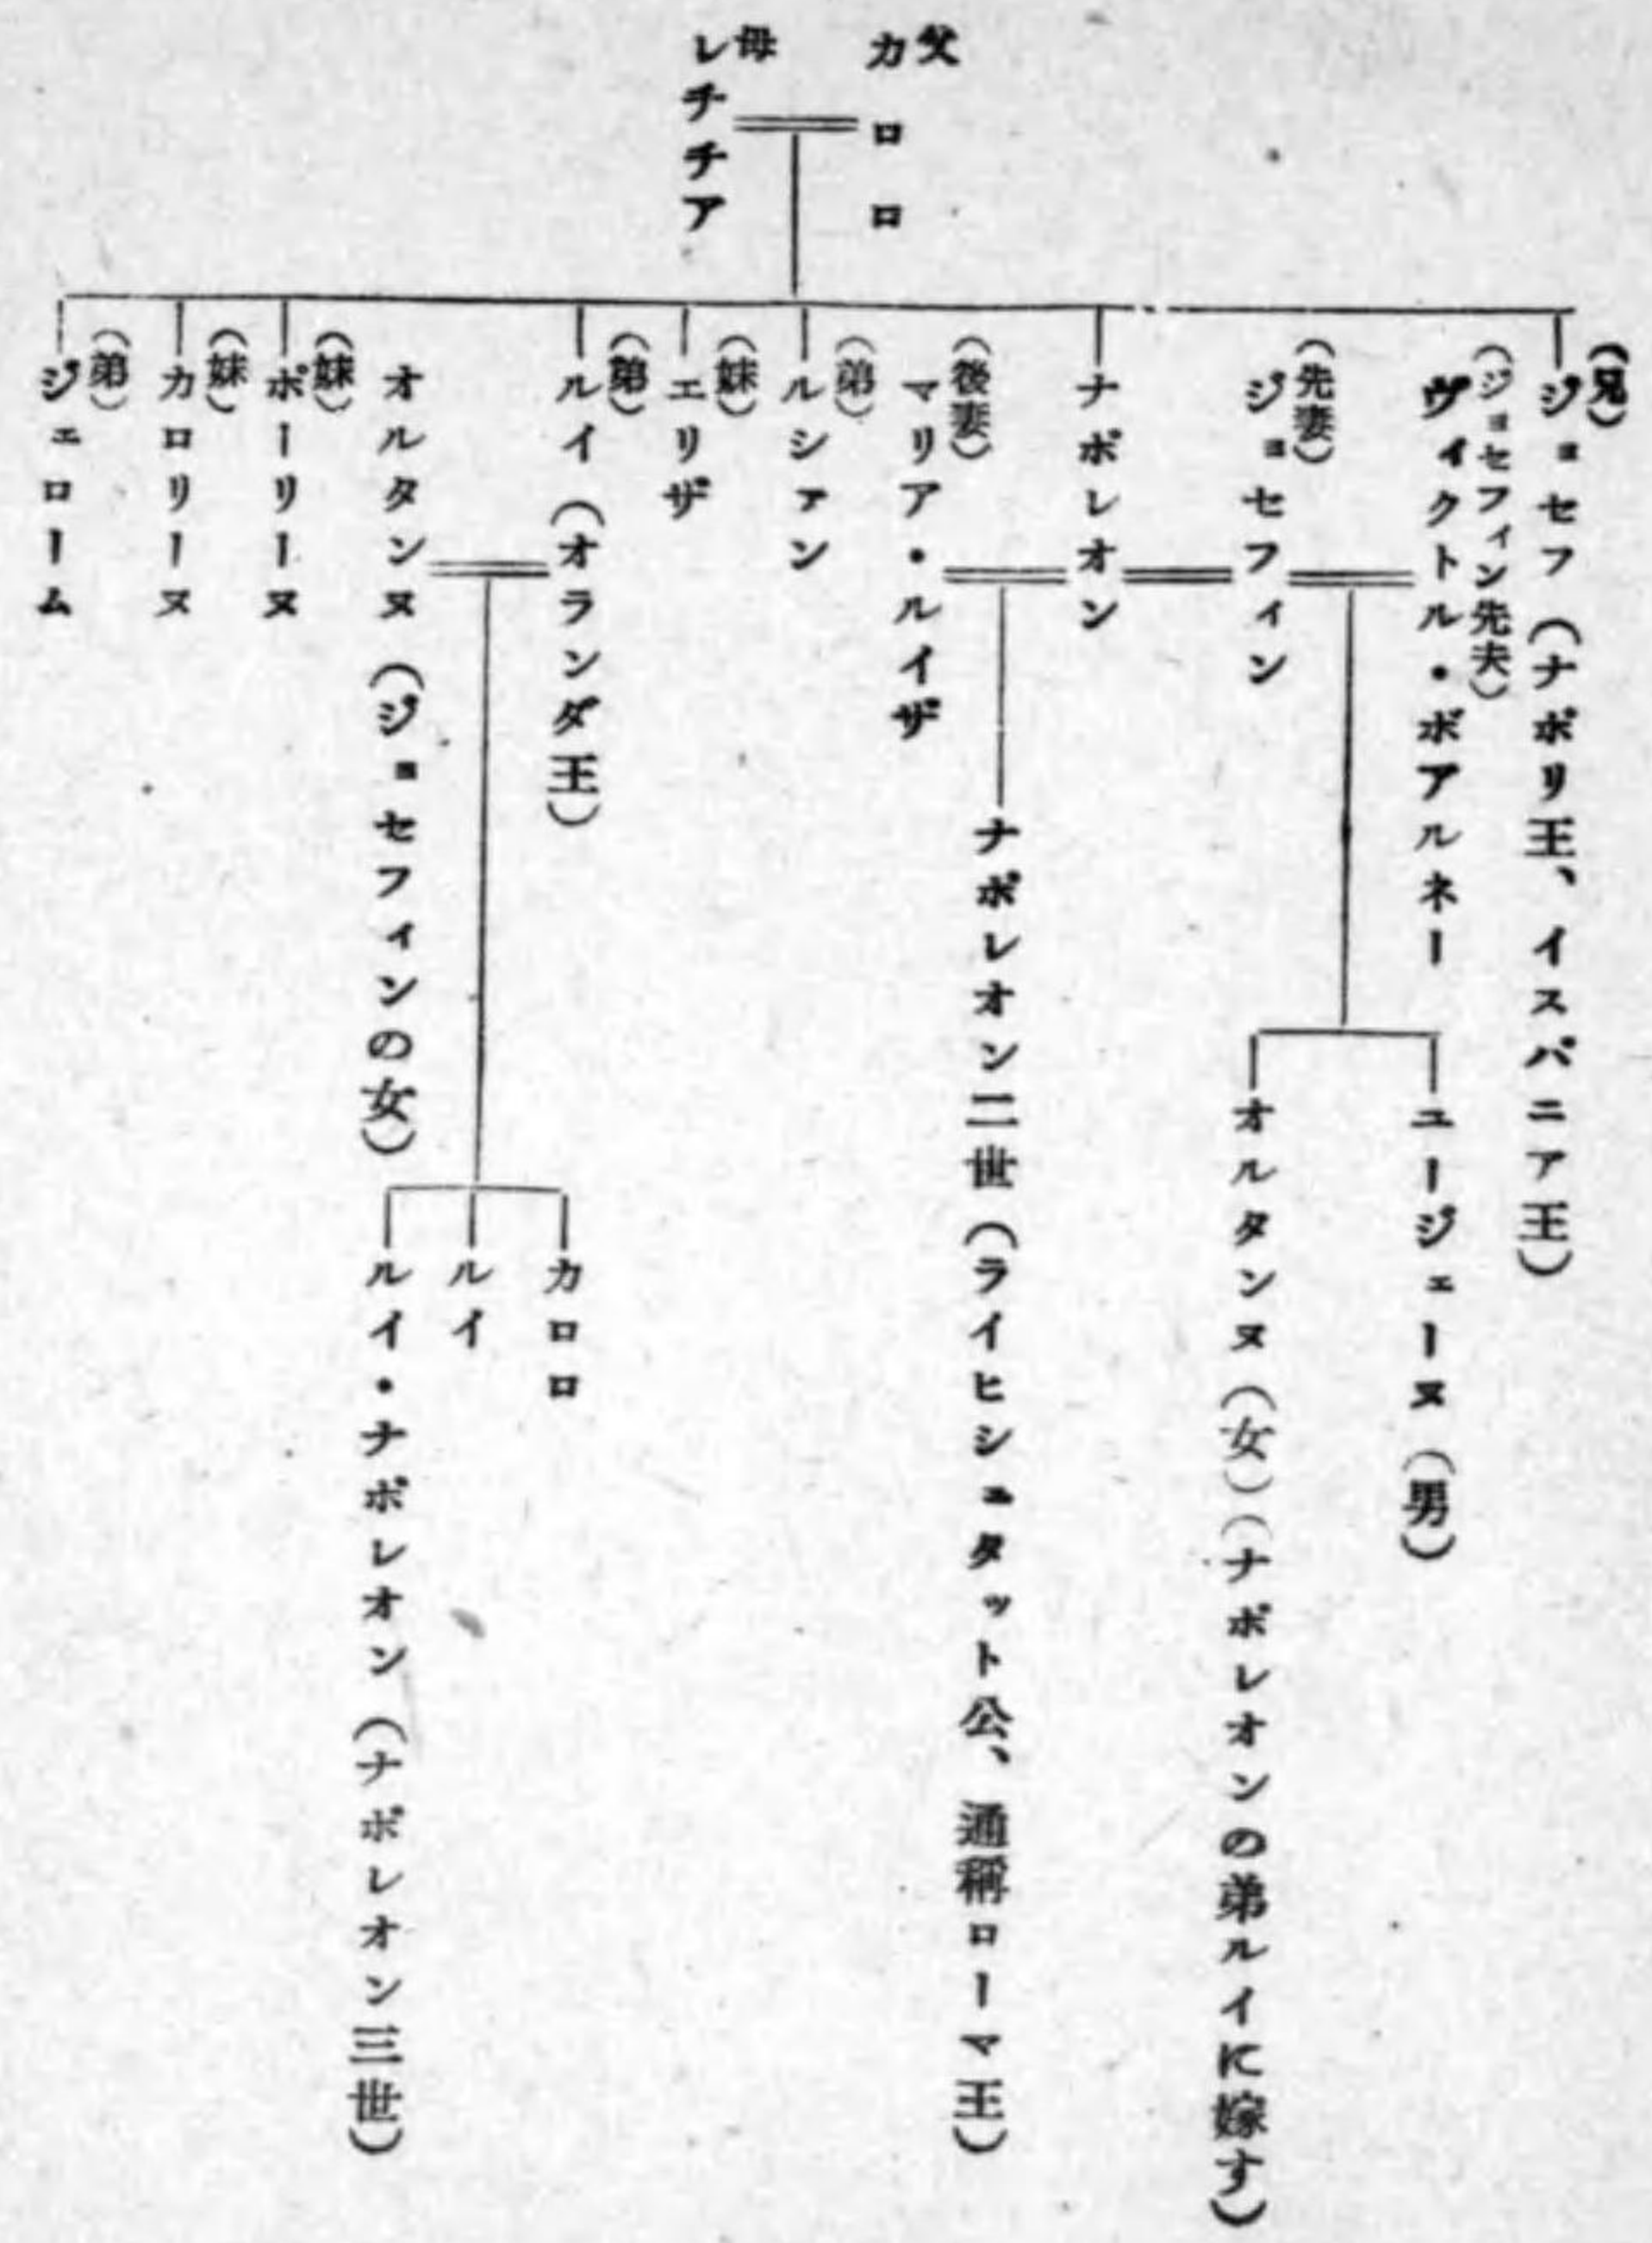 父
カロロ
母
レチチア
(兄)
ジョセフ(ナポリ王、イスパニア王)
(ジョセフィン先夫)
ヴィクトル・ボアルネー
ユージェーヌ(男)
オルタンヌ(女)(ナポレオンの弟ルイに嫁す)
(先妻)
ジョセフィン
ナポレオン
(後妻)
マリア・ルイザ
ナポレオン二世(ライヒシュタット公、通稱ローマ王)
(弟)
ルシァン
(妹)
エリザ
(弟)
ルイ(オランダ王)
オルタンヌ(ジョセフィンの女)
カロロ
ルイ
ルイ・ナポレオン(ナポレオン三世)
(妹)
ポーリーヌ
(妹)
カロリーヌ
(弟)
ジェローム